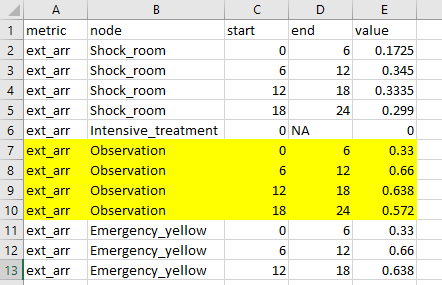 A B C D E
1 metric node start end value
2 ext_arr Shock_room 0 6 0.1725
3 ext_arr Shock_room 6 12 0.345
4 ext_arr Shock_room 12 18 0.3335
5 ext_arr Shock_room 18 24 0.299
6 ext_arr Intensive_treatment 0 NA 0
7 ext_arr Observation 0 6 0.33
8 ext_arr Observation 6 12 0.66
9 ext_arr Observation 12 18 0.638
10 ext_arr Observation 18 24 0.572
11 ext_arr Emergency_yellow 0 6 0.33
12 ext_arr Emergency_yellow 6 12 0.66
13 ext_arr Emergency_yellow 12 18 0.638